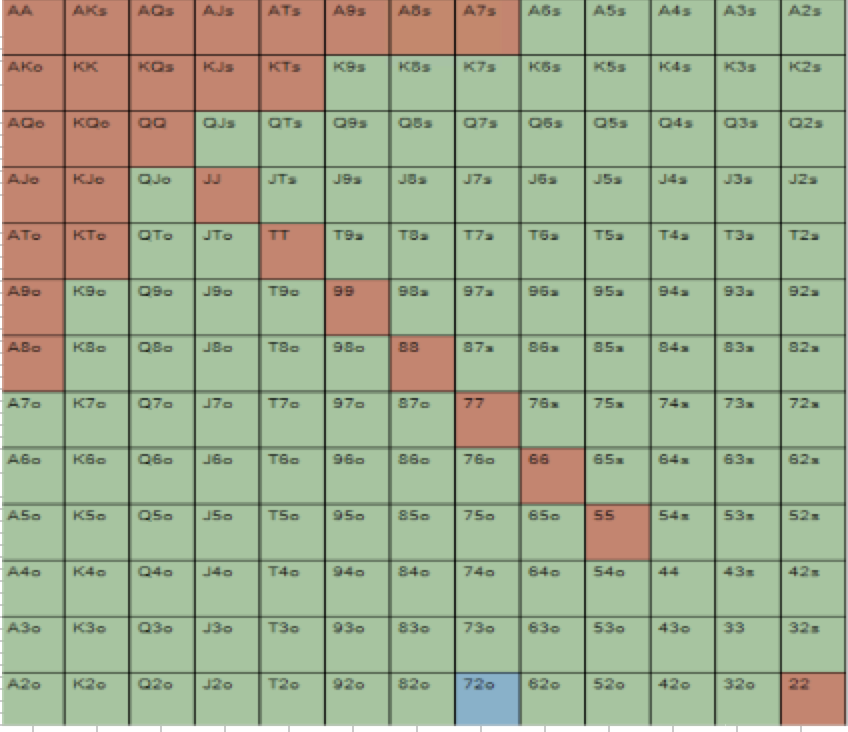 AA AKs AQs AJs ATs A9s A8s A7s A6s A5s A4s A3s A2s
AKo KK KQs KJs KTs K9s K8s K7s K6s K5s K4s K3s K2s
AQo KQo QQ QJs QTs Q9s Q8s Q7s Q6s Q5s Q4s Q3s Q2s
AJo KJo QJo JJ JTs J9s J8s J7s J6s J5s J4s J3s J2s
ATo KTo QTo JTo TT T9s T8s T7s T6s T5s T4s T3s T2s
A9o K9o Q9o J9o T9o 99 98s 97s 96s 95s 94s 93s 92s
A8o K8o Q8o J8o T8o 98o 88 87s 86s 85s 84s 83s 82s
A7o K7o Q7o J7o T7o 97o 87o 77 76s 75s 74s 73s 72s
A6o K6o Q6o J6o T6o 96o 86o 76o 66 65s 64s 63s 62s
A5o K5o Q5o J5o T5o 95o 85o 75o 65o 55 54s 53s 52s
A4o K4o Q4o J4o T4o 94o 84o 74o 64o 54o 44 43s 42s
A3o K3o Q3o J3o T3o 93o 83o 73o 63o 53o 43o 33 32s
A2o K2o Q2o J2o T2o 92o 82o 72o 62o 52o 42o 32o 22